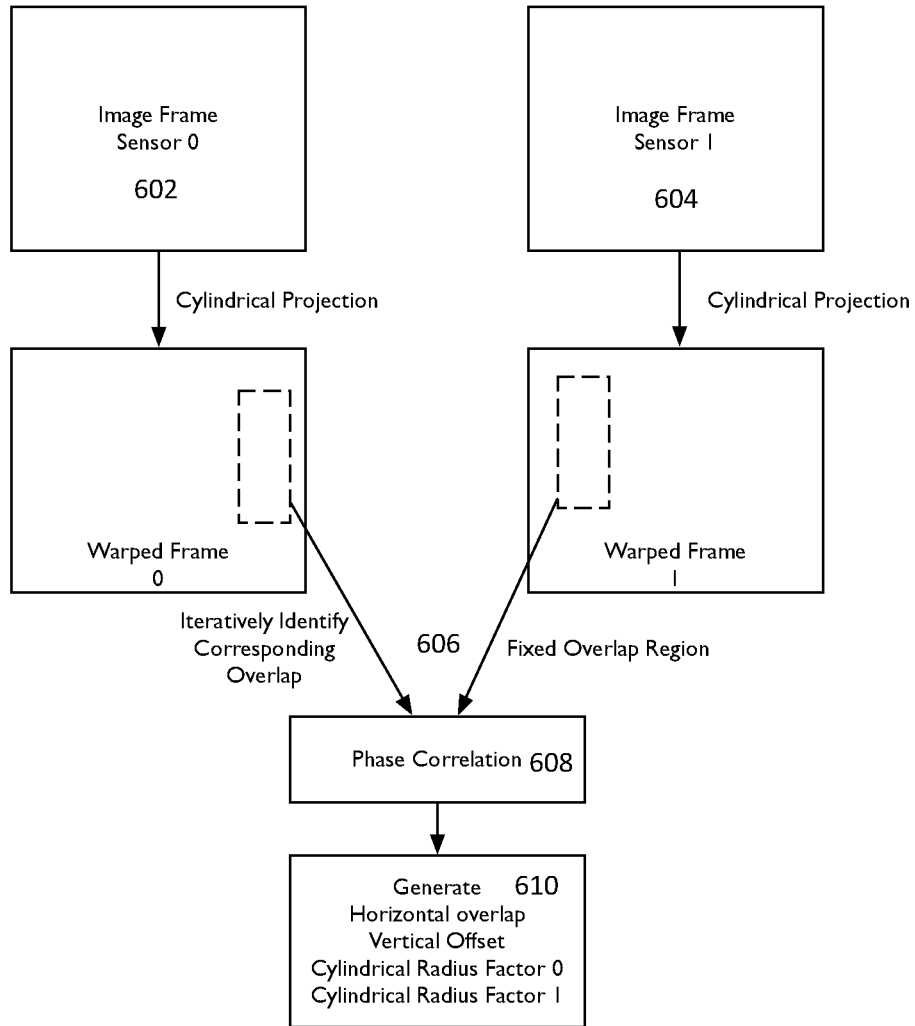 Image Frame
Sensor 0
602
Image Frame
Sensor 1
604
Cylindrical Projection
Cylindrical Projection
Warped Frame
0
Warped Frame
1
Iteratively Identify
Corresponding
Overlap
606
Fixed Overlap Region
Phase Correlation 608
Generate 610
Horizontal overlap
Vertical Offset
Cylindrical Radius Factor 0
Cylindrical Radius Factor 1